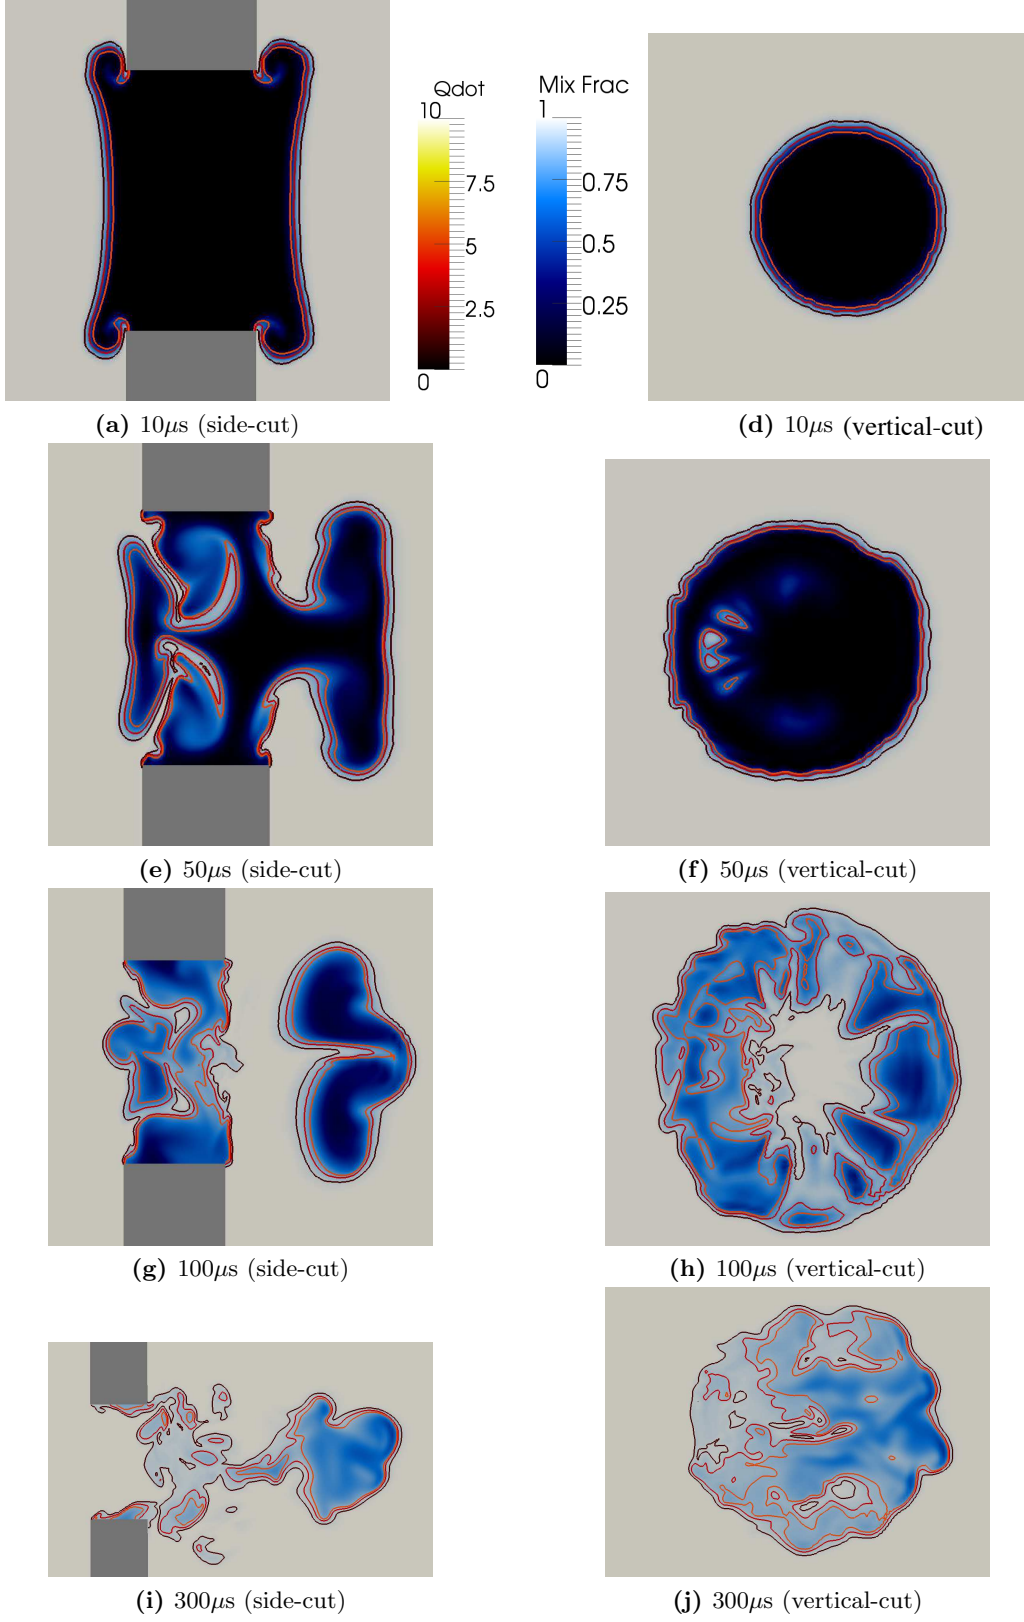 Qdot
10
7.5
5
2.5
0
Mix Frac
1
0.75
0.5
0.25
0
(a) 10μs (side-cut)
(d) 10μs (vertical-cut)
(e) 50μs (side-cut)
(f) 50μs (vertical-cut)
(g) 100μs (side-cut)
(h) 100μs (vertical-cut)
(i) 300μs (side-cut)
(j) 300μs (vertical-cut)